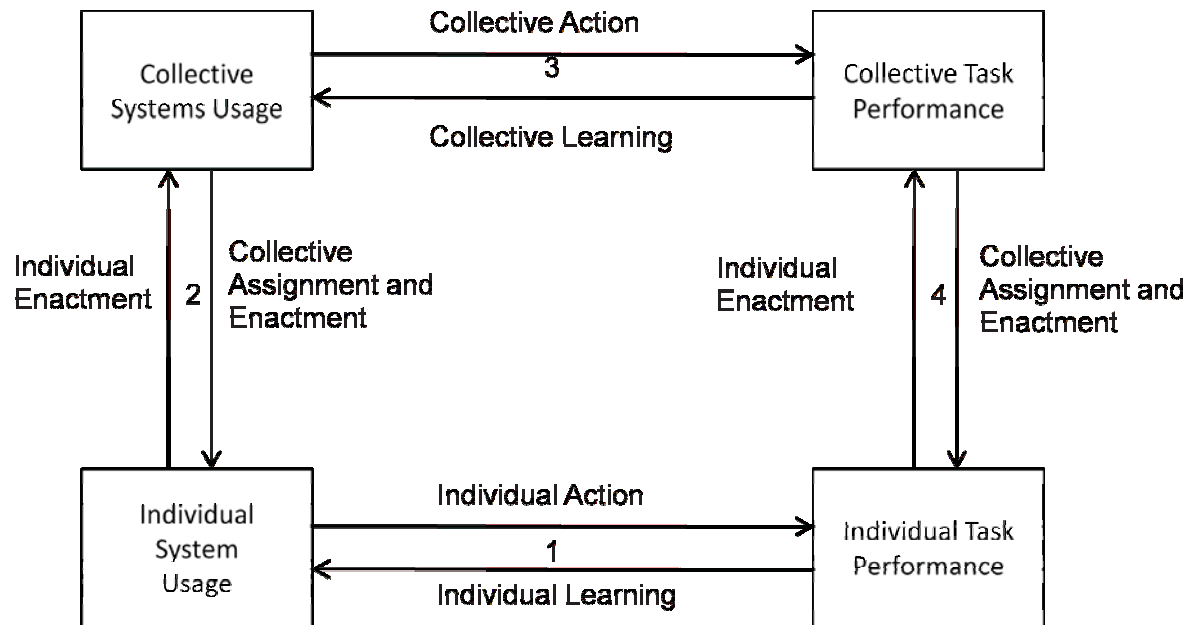 Collective Action
Collective
Systems Usage
3
Collective Task
Performance
Collective Learning
Individual
Enactment
2
Collective
Assignment and
Enactment
Individual
Enactment
4
Collective
Assignment and
Enactment
Individual
System
Usage
Individual Action
1
Individual Learning
Individual Task
Performance